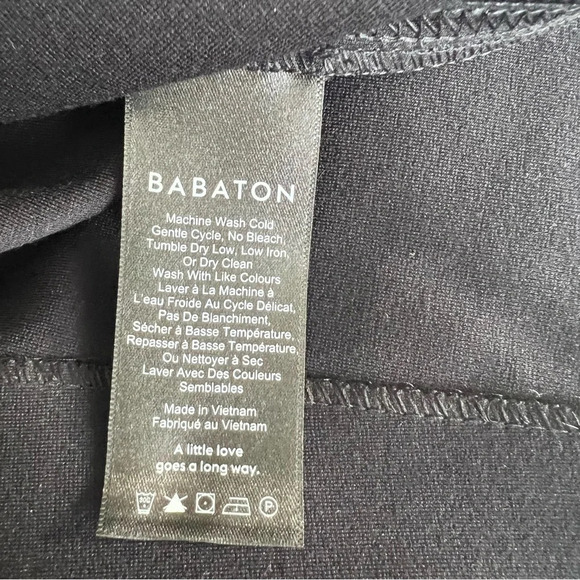 BABATON
Machine Wash Cold
Gentle Cycle, No Bleach,
Tumble Dry Low, Low Iron,
Or Dry Clean
Wash With Like Colours
Laver à La Machine à
L'eau Froide Au Cycle Délicat,
Pas De Blanchiment,
Sécher à Basse Température,
Repasser à Basse Température,
Ou Nettoyer à Sec
Laver Avec Des Couleurs
Semblables
Made in Vietnam
Fabriqué au Vietnam
A little love
goes a long way.
P